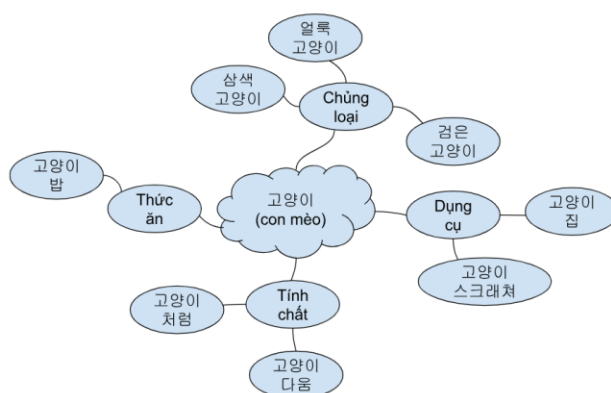 얼룩
고양이
삼색
고양이
Chủng
loại
검은
고양이
고양이
밥
Thức
ăn
고양이
(con mèo)
Dụng
cụ
고양이
집
고양이
스크래쳐
고양이
처럼
Tính
chất
고양이
다움